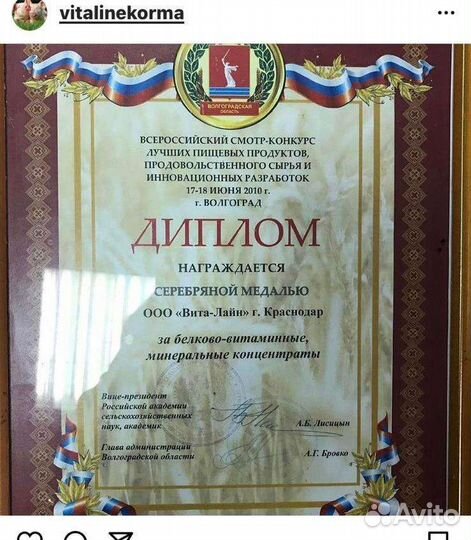 vitalinekorma
ВОЛГОГРАДСКАЯ
ОБЛАСТЬ
ВСЕРОССИЙСКИЙ СМОТР-КОНКУРС
ЛУЧШИХ ПИЩЕВЫХ ПРОДУКТОВ,
ПРОДОВОЛЬСТВЕННОГО СЫРЬЯ И
ИННОВАЦИОННЫХ РАЗРАБОТОК
17-18 ИЮНЯ 2010 г.
г. ВОЛГОГРАД
ДИПЛОМ
НАГРАЖДАЕТСЯ
СЕРЕБРЯНОЙ МЕДАЛЬЮ
ООО «Вита-Лайн» г. Краснодар
за белково-витаминные,
минеральные концентраты
Вице-президент
Российской академии
сельскохозяйственных
наук, академик
А.Б. Лисицын
Глава администрации
Волгоградской области
А.Г. Бровко
Avito